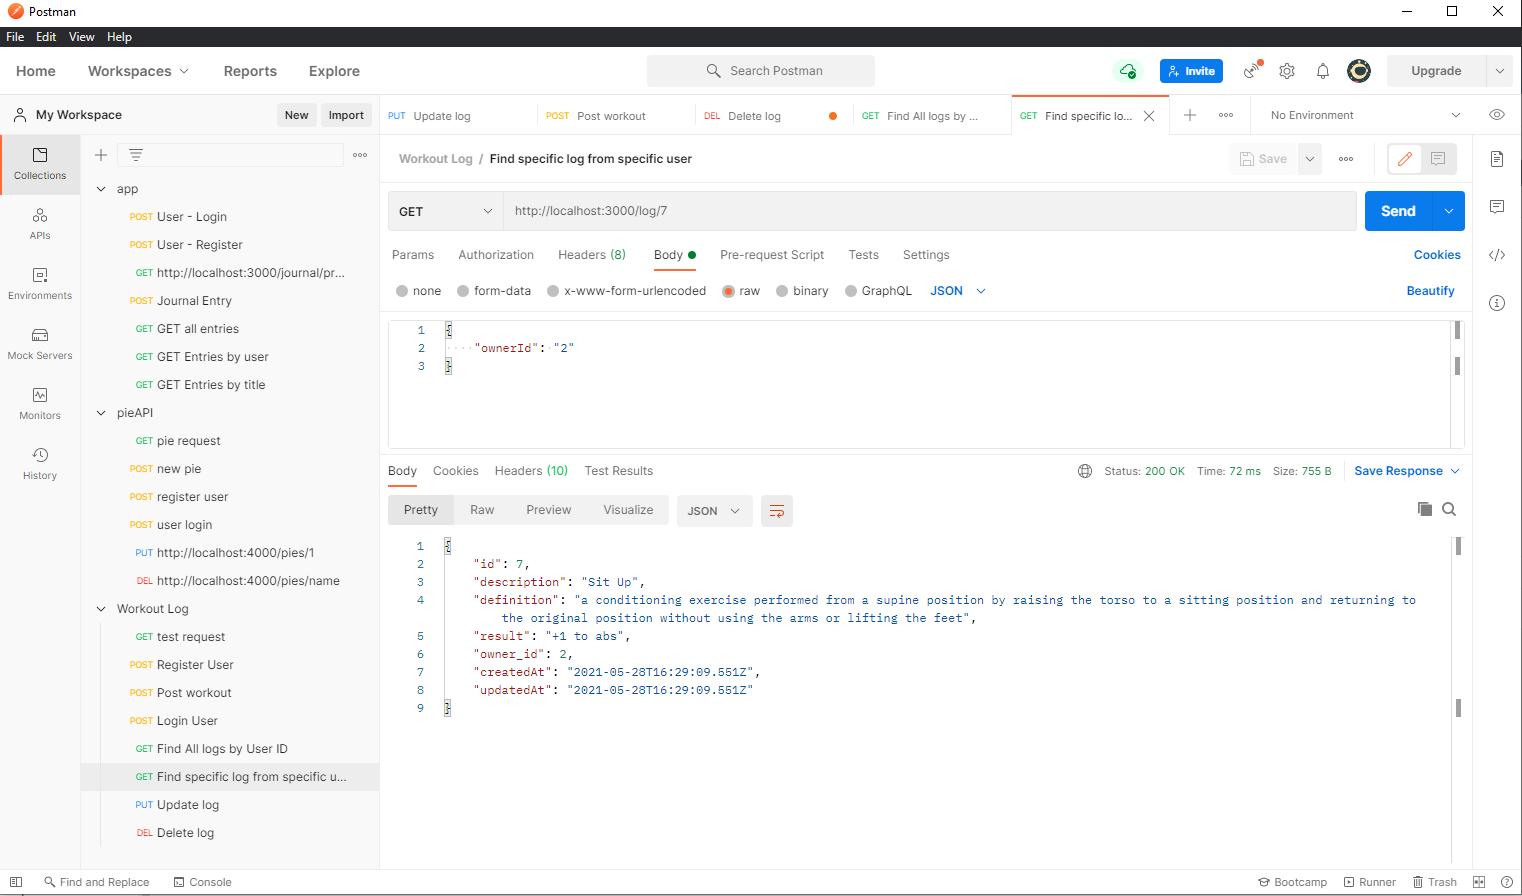 Postman
File Edit View Help
Home Workspaces Reports Explore Search Postman Invite Upgrade
My Workspace New Import
PUT Update log POST Post workout DEL Delete log GET Find All logs by ... GET Find specific lo... No Environment
Collections
APIs
Environments
Mock Servers
Monitors
History
app
POST User - Login
POST User - Register
GET http://localhost:3000/journal/pr...
POST Journal Entry
GET GET all entries
GET GET Entries by user
GET GET Entries by title
pieAPI
GET pie request
POST new pie
POST register user
POST user login
PUT http://localhost:4000/pies/1
DEL http://localhost:4000/pies/name
Workout Log
GET test request
POST Register User
POST Post workout
POST Login User
GET Find All logs by User ID
GET Find specific log from specific u...
PUT Update log
DEL Delete log
Workout Log / Find specific log from specific user Save
GET http://localhost:3000/log/7 Send
Params Authorization Headers (8) Body Pre-request Script Tests Settings Cookies
none form-data x-www-form-urlencoded raw binary GraphQL JSON Beautify
1 {
2 "ownerId": "2"
3 }
Body Cookies Headers (10) Test Results Status: 200 OK Time: 72 ms Size: 755 B Save Response
Pretty Raw Preview Visualize JSON
1 {
2 "id": 7,
3 "description": "Sit Up",
4 "definition": "a conditioning exercise performed from a supine position by raising the torso to a sitting position and returning to
the original position without using the arms or lifting the feet",
5 "result": "+1 to abs",
6 "owner_id": 2,
7 "createdAt": "2021-05-28T16:29:09.551Z",
8 "updatedAt": "2021-05-28T16:29:09.551Z"
9 }
Find and Replace Console Bootcamp Runner Trash